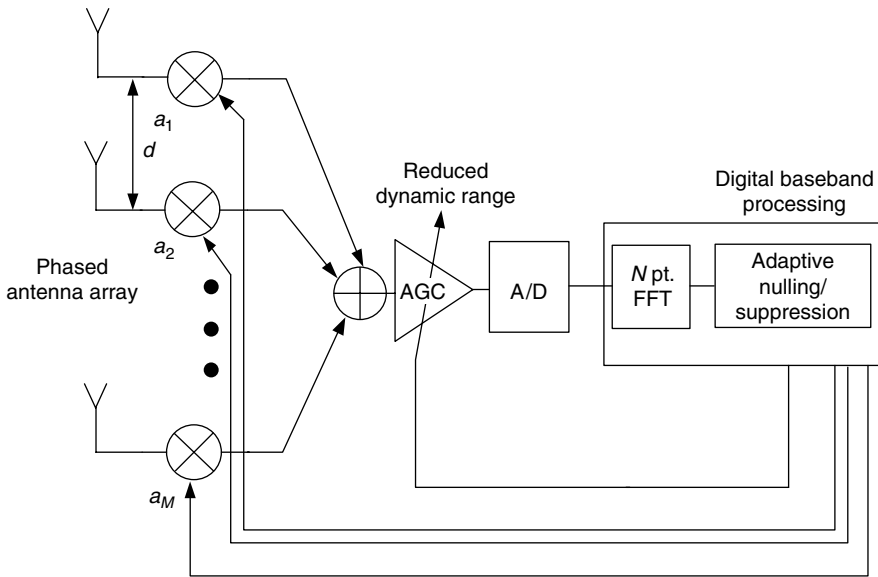 a1
d
a2
Phased
antenna array
aM
Reduced
dynamic range
AGC
A/D
Digital baseband
processing
N pt.
FFT
Adaptive
nulling/
suppression